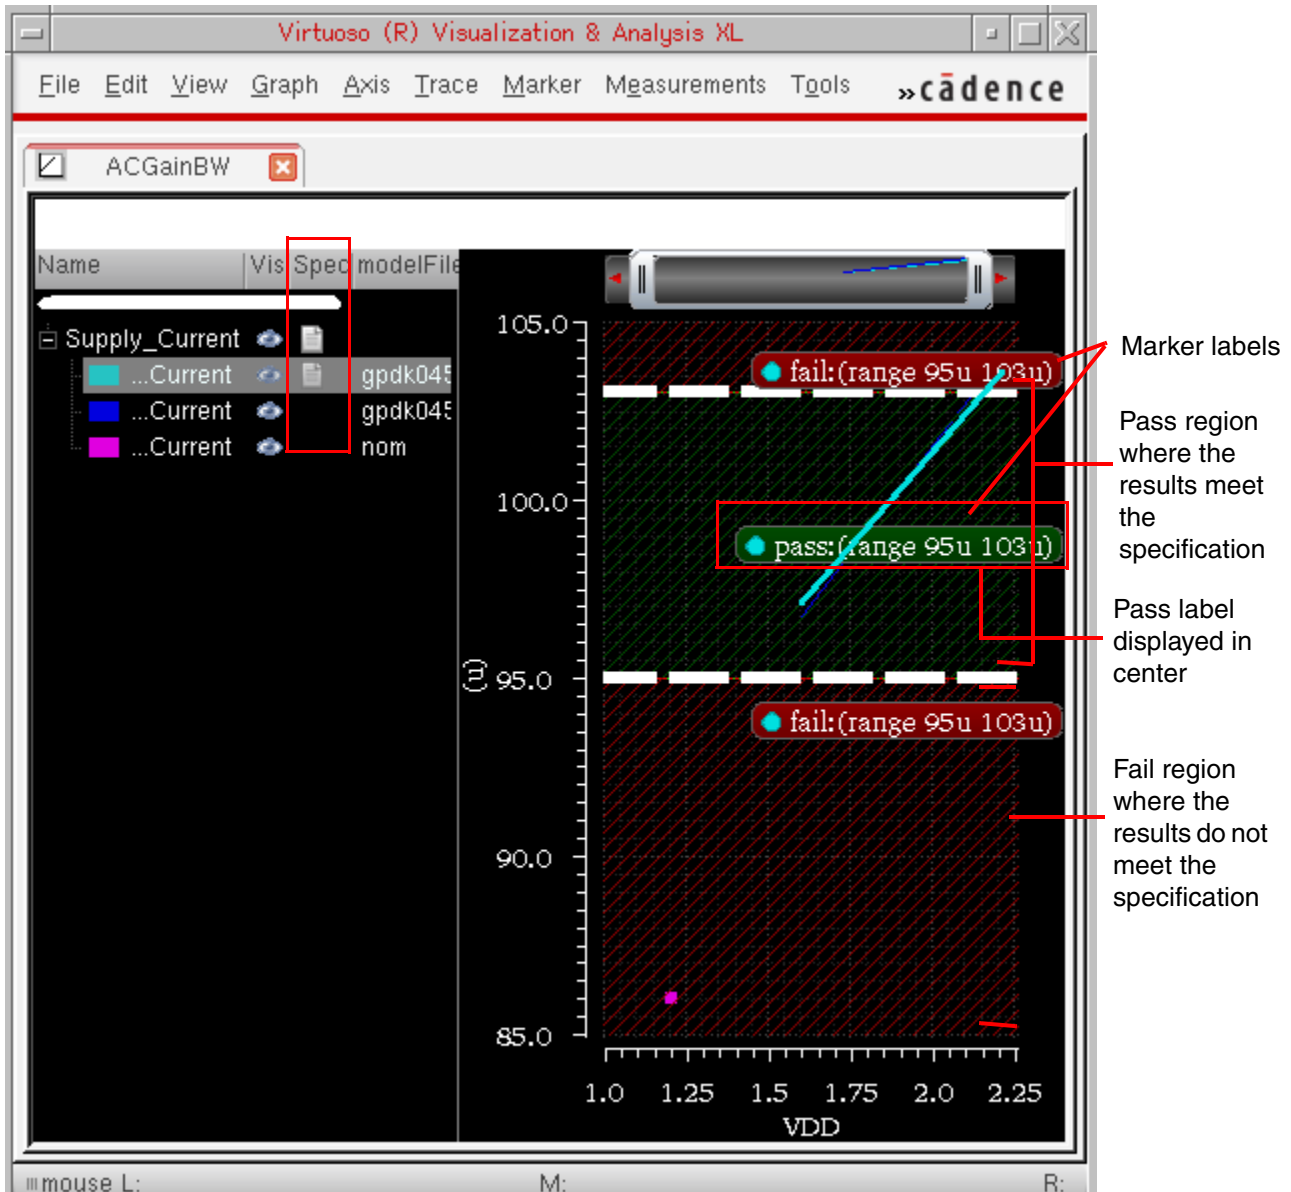 Virtuoso (R) Visualization & Analysis XL
File Edit View Graph Axis Trace Marker Measurements Tools
cādence
ACGainBW
Name Vis Spec modelFile
Supply_Current
...Current gpdk045
...Current gpdk045
...Current nom
105.0
100.0
95.0
90.0
85.0
fail:(range 95u 103u)
pass:(range 95u 103u)
fail:(range 95u 103u)
1.0 1.25 1.5 1.75 2.0 2.25
VDD
Marker labels
Pass region
where the
results meet
the
specification
Pass label
displayed in
center
Fail region
where the
results do not
meet the
specification
mouse L: M: R: